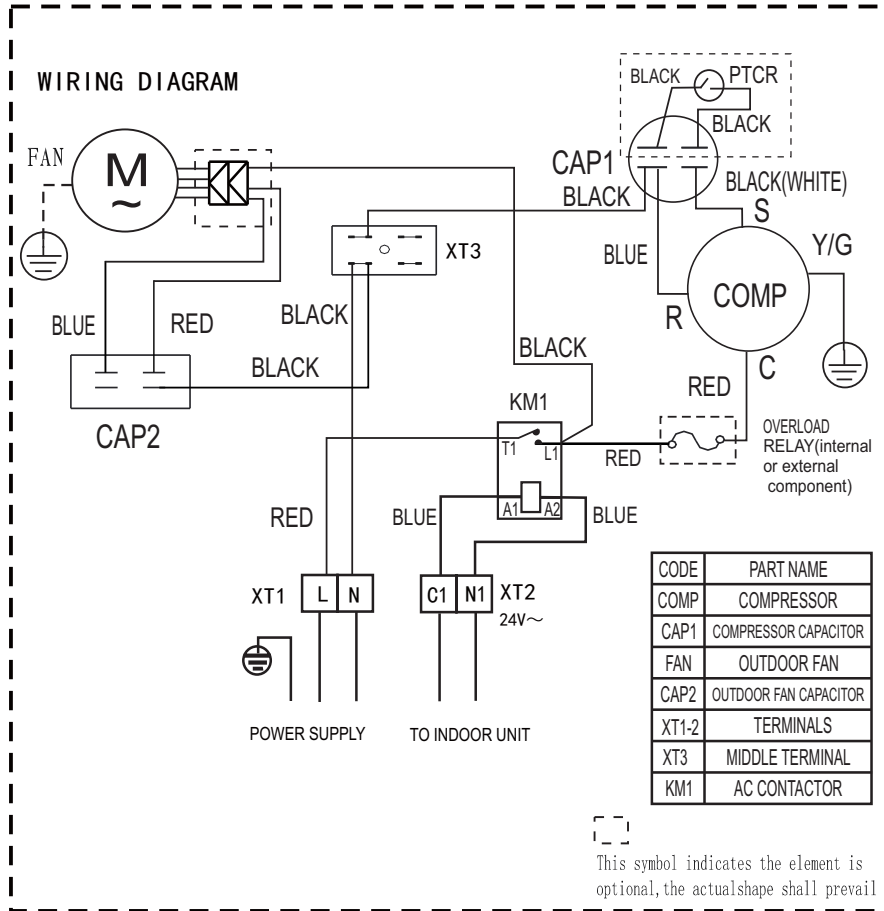 WIRING DIAGRAM
BLACK
PTCR
BLACK
FAN
M
~
CAP1
BLACK
BLACK(WHITE)
S
XT3
BLUE
Y/G
COMP
R
BLUE
RED
BLACK
BLACK
BLACK
C
RED
CAP2
KM1
T1
L1
RED
OVERLOAD
RELAY(internal
or external
component)
A1
A2
RED
BLUE
BLUE
XT1
L
N
C1
N1
XT2
24V~
POWER SUPPLY
TO INDOOR UNIT
CODE PART NAME
COMP COMPRESSOR
CAP1 COMPRESSOR CAPACITOR
FAN OUTDOOR FAN
CAP2 OUTDOOR FAN CAPACITOR
XT1-2 TERMINALS
XT3 MIDDLE TERMINAL
KM1 AC CONTACTOR
This symbol indicates the element is
optional,the actualshape shall prevail